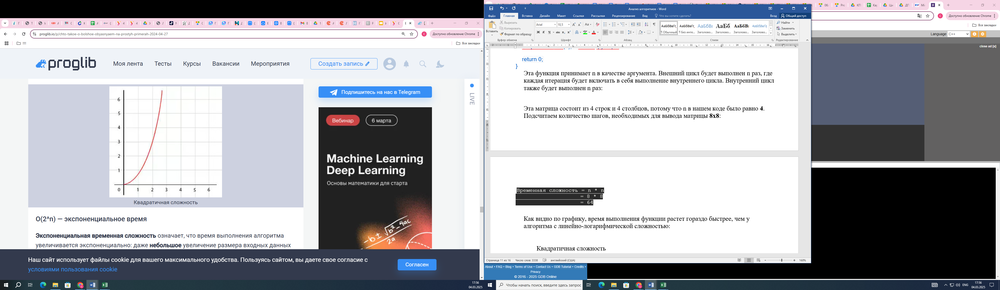 proglib.io/p/chto-takoe-o-bolshoe-obyasnyaem-na-prostyh-primerah-2024-04-27
Доступно обновление Chrome
!!!!
Все закладки
proglib
Моя лента
Тесты
Курсы
Вакансии
Мероприятия
Создать запись
6
5
4
3
2
1
0 1 2 3 4 5 6
Квадратичная сложность
O(2^n) — экспоненциальное время
Экспоненциальная временная сложность означает, что время выполнения алгоритма
увеличивается экспоненциально: даже небольшое увеличение размера входных данных
Подпишитесь на нас в Telegram
LIVE
Вебинар
6 марта
Machine Learning
Deep Learning
Основы математики для старта
-b ± √b² - 4ac
2a
Наш сайт использует файлы cookie для вашего максимального удобства. Пользуясь сайтом, вы даете свое согласие с
условиями пользования cookie
Согласен
17:56
04.03.2025
Анализ алгоритмов - Word
Файл
Главная
Вставка
Дизайн
Макет
Ссылки
Рассылки
Рецензирование
Вид
Что вы хотите сделать?
Вход
Общий доступ
Вставить
Вырезать
Копировать
Формат по образцу
Буфер обмена
Arial
10,5
Шрифт
Абзац
АаБбВвГг,
Обычный
АаБбВвГг,
Без инте...
АаБбВı
Заголово...
АаБб
Заголово...
АаБбВı
Заголово...
АаБбВвГг
Заголово...
Стили
Найти
Заменить
Выделить
Редактирование
return 0;
}
Эта функция принимает n в качестве аргумента. Внешний цикл будет выполнен n раз, где
каждая итерация будет включать в себя выполнение внутреннего цикла. Внутренний цикл
также будет выполнен n раз:
Эта матрица состоит из 4 строк и 4 столбцов, потому что n в нашем коде было равно 4.
Подсчитаем количество шагов, необходимых для вывода матрицы 8x8:
Временная сложность = n * n
= 8 * 8
= 64
Как видно по графику, время выполнения функции растет гораздо быстрее, чем у
алгоритма с линейно-логарифмической сложностью:
Квадратичная сложность
Страница 11 из 16
Число слов: 3338
английский (США)
160%
Доступно обновление Chrome
Все закладки
Language
C++
close ad [x]
About • FAQ • Blog • Terms of Use • Contact Us • GDB Tutorial • Credits •
Privacy
© 2016 - 2025 GDB Online
Чтобы начать поиск, введите здесь запрос
ENG
17:56
04.03.2025